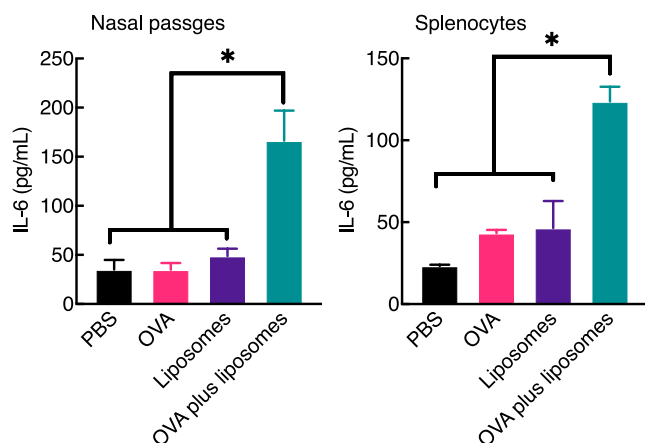 Nasal passges
*
IL-6 (pg/mL)
250
200
150
100
50
0
PBS
OVA
Liposomes
OVA plus liposomes
Splenocytes
*
IL-6 (pg/mL)
150
100
50
0
PBS
OVA
Liposomes
OVA plus liposomes